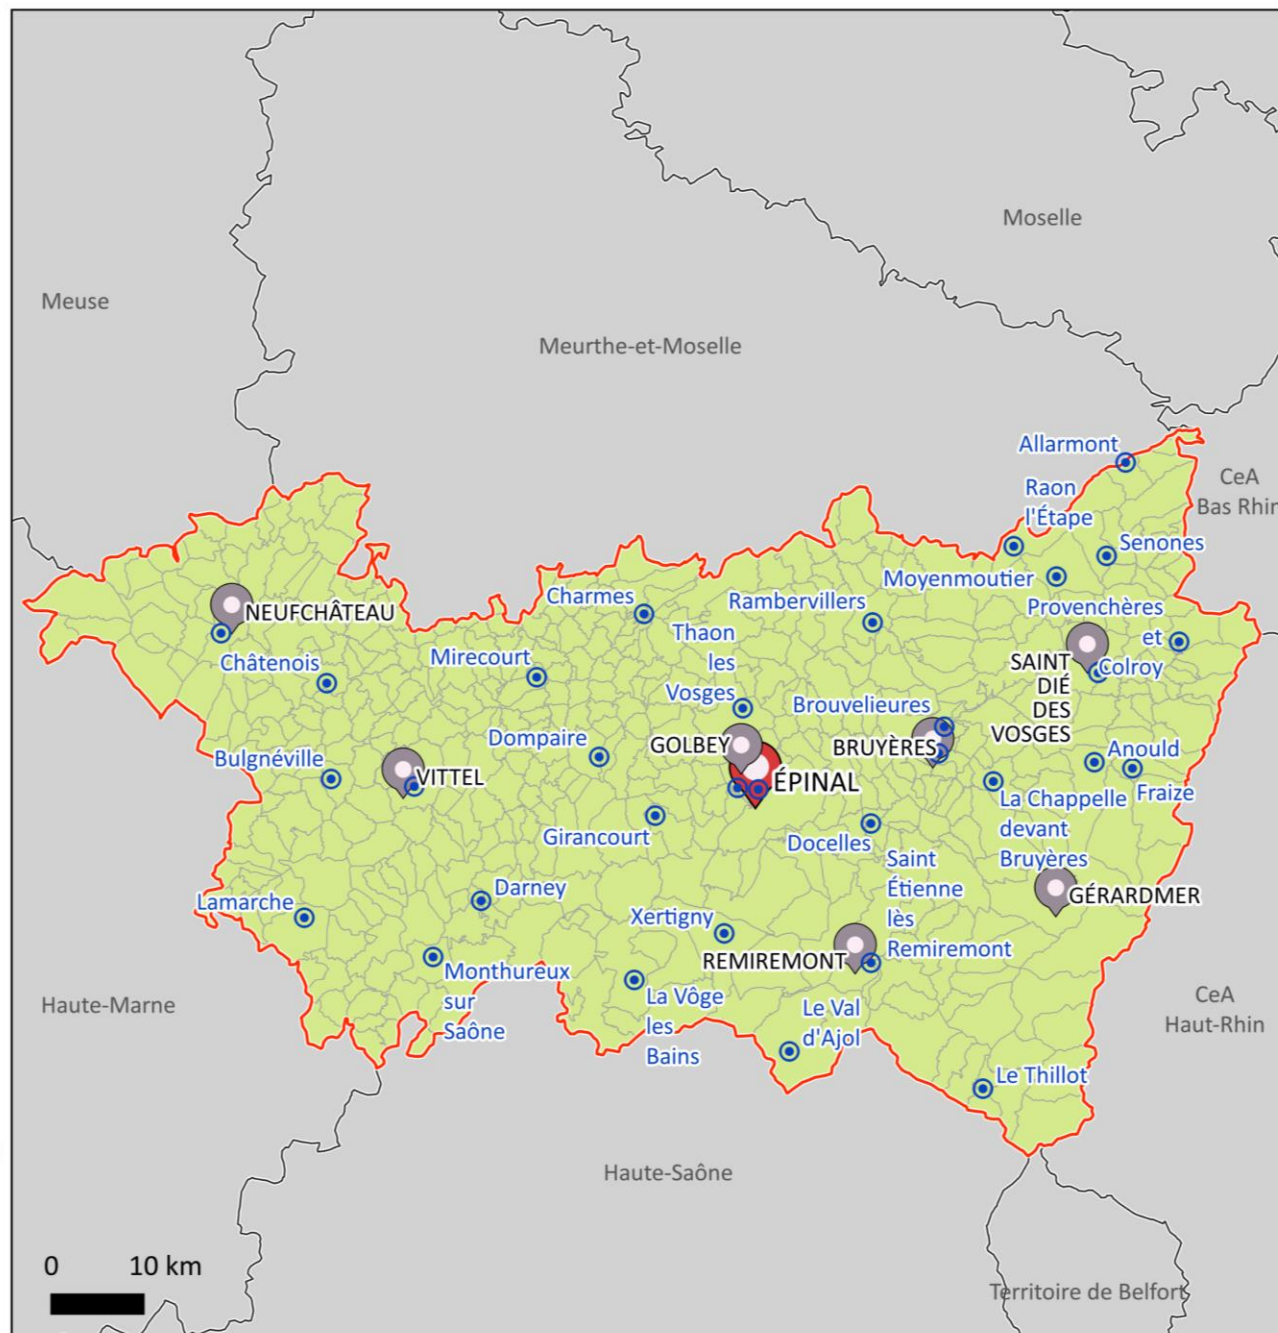 Moselle
Meuse
Meurthe-et-Moselle
Allarmont
CeA
Bas Rhin
Raon
l'Étape
Senones
Moyenmoutier
Charmes
Rambervillers
Provenchères
et
Colroy
NEUFCHÂTEAU
Thaon
les
Vosges
Châtenois
Mirecourt
SAINT
DIÉ
DES
VOSGES
Brouvelieures
Dompaire
GOLBEY
BRUYÈRES
Anould
Bulgnéville
VITTEL
ÉPINAL
Fraize
La Chappelle
devant
Bruyères
Girancourt
Docelles
Saint
Étienne
lès
Remiremont
GÉRARDMER
Lamarche
Darney
Xertigny
REMIREMONT
Monthureux
sur
Saône
La Vôge
les
Bains
Le Val
d'Ajol
Haute-Marne
CeA
Haut-Rhin
Le Thillot
Haute-Saône
0 10 km
Territoire de Belfort